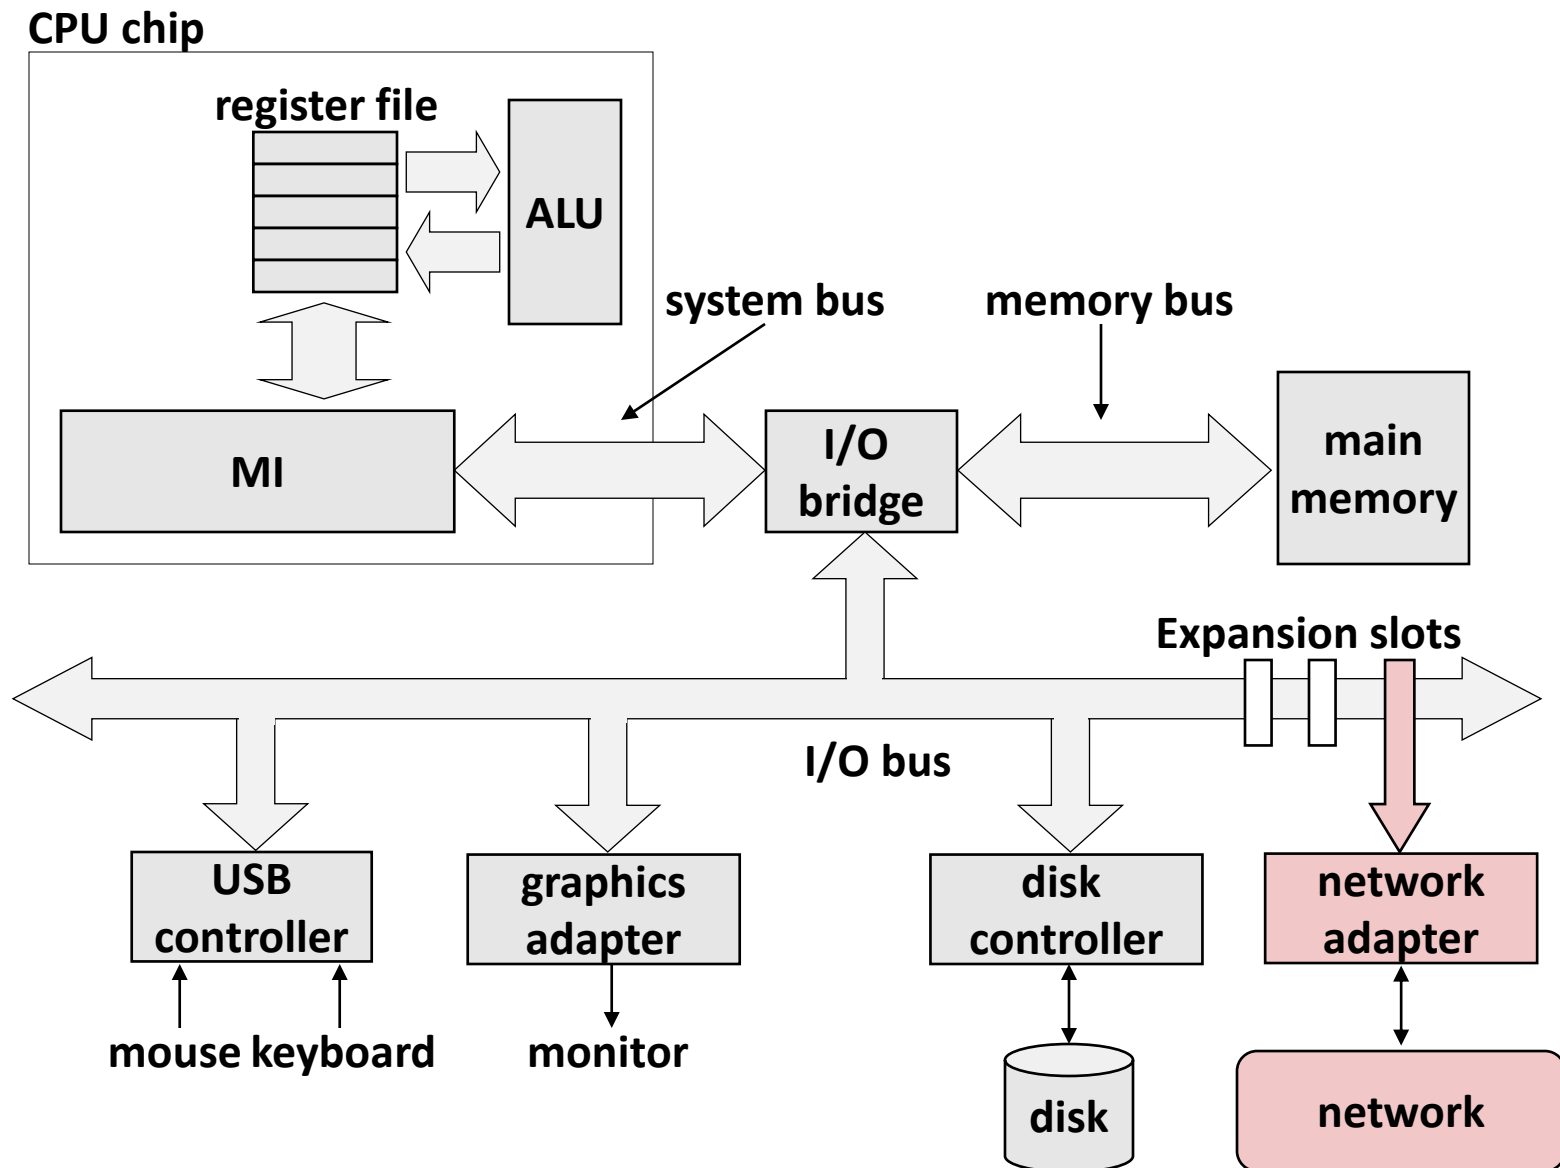 CPU chip
register file
ALU
system bus
memory bus
MI
I/O
bridge
main
memory
Expansion slots
I/O bus
USB
controller
graphics
adapter
disk
controller
network
adapter
mouse keyboard
monitor
disk
network